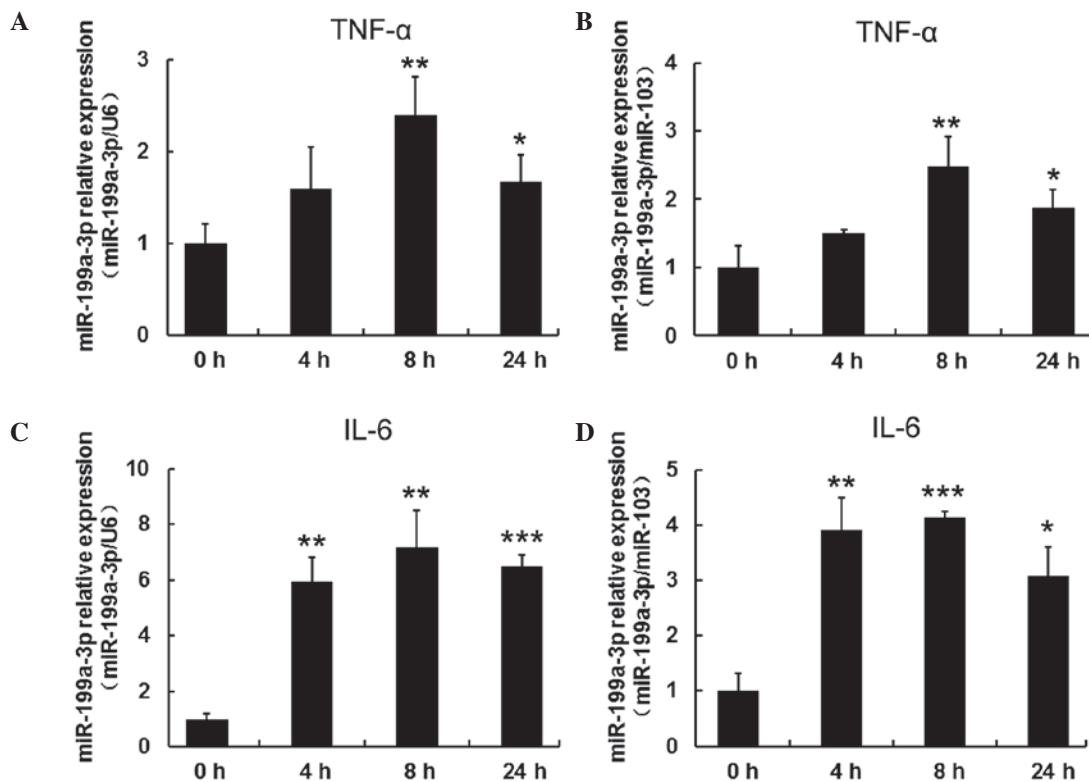 A
TNF-α
miR-199a-3p relative expression
(miR-199a-3p/U6)
3
2
1
0
**
*
0 h 4 h 8 h 24 h
B
TNF-α
miR-199a-3p relative expression
(miR-199a-3p/miR-103)
4
3
2
1
0
**
*
0 h 4 h 8 h 24 h
C
IL-6
miR-199a-3p relative expression
(miR-199a-3p/U6)
10
8
6
4
2
0
**
**
***
0 h 4 h 8 h 24 h
D
IL-6
miR-199a-3p relative expression
(miR-199a-3p/miR-103)
5
4
3
2
1
0
**
***
*
0 h 4 h 8 h 24 h